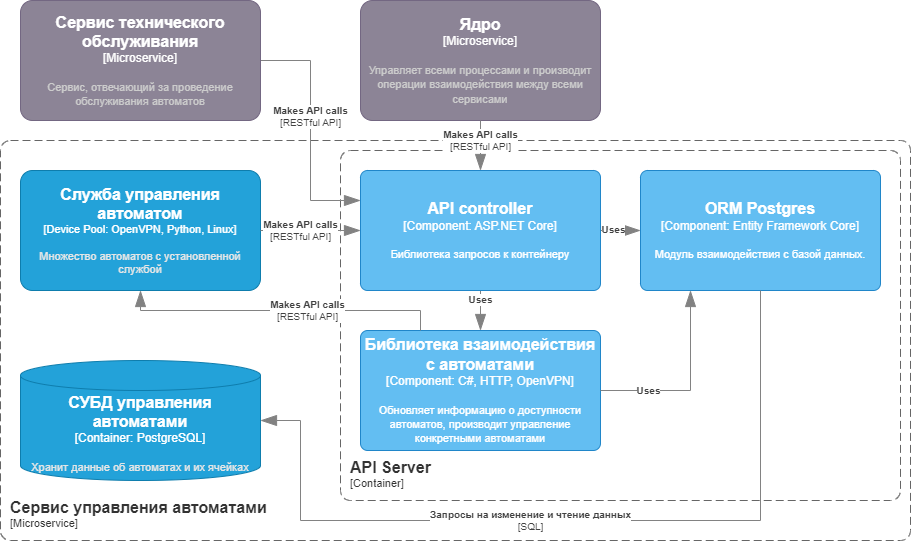 Сервис технического
обслуживания
[Microservice]
Сервис, отвечающий за проведение
обслуживания автоматов
Ядро
[Microservice]
Управляет всеми процессами и производит
операции взаимодействия между всеми
сервисами
Makes API calls
[RESTful API]
Makes API calls
[RESTful API]
Служба управления
автоматом
[Device Pool: OpenVPN, Python, Linux]
Множество автоматов с установленной
службой
Makes API calls
[RESTful API]
API controller
[Component: ASP.NET Core]
Библиотека запросов к контейнеру
Uses
ORM Postgres
[Component: Entity Framework Core]
Модуль взаимодействия с базой данных.
Makes API calls
[RESTful API]
Uses
Библиотека взаимодействия
с автоматами
[Component: C#, HTTP, OpenVPN]
Обновляет информацию о доступности
автоматов, производит управление
конкретными автоматами
Uses
СУБД управления
автоматами
[Container: PostgreSQL]
Хранит данные об автоматах и их ячейках
API Server
[Container]
Сервис управления автоматами
[Microservice]
Запросы на изменение и чтение данных
[SQL]